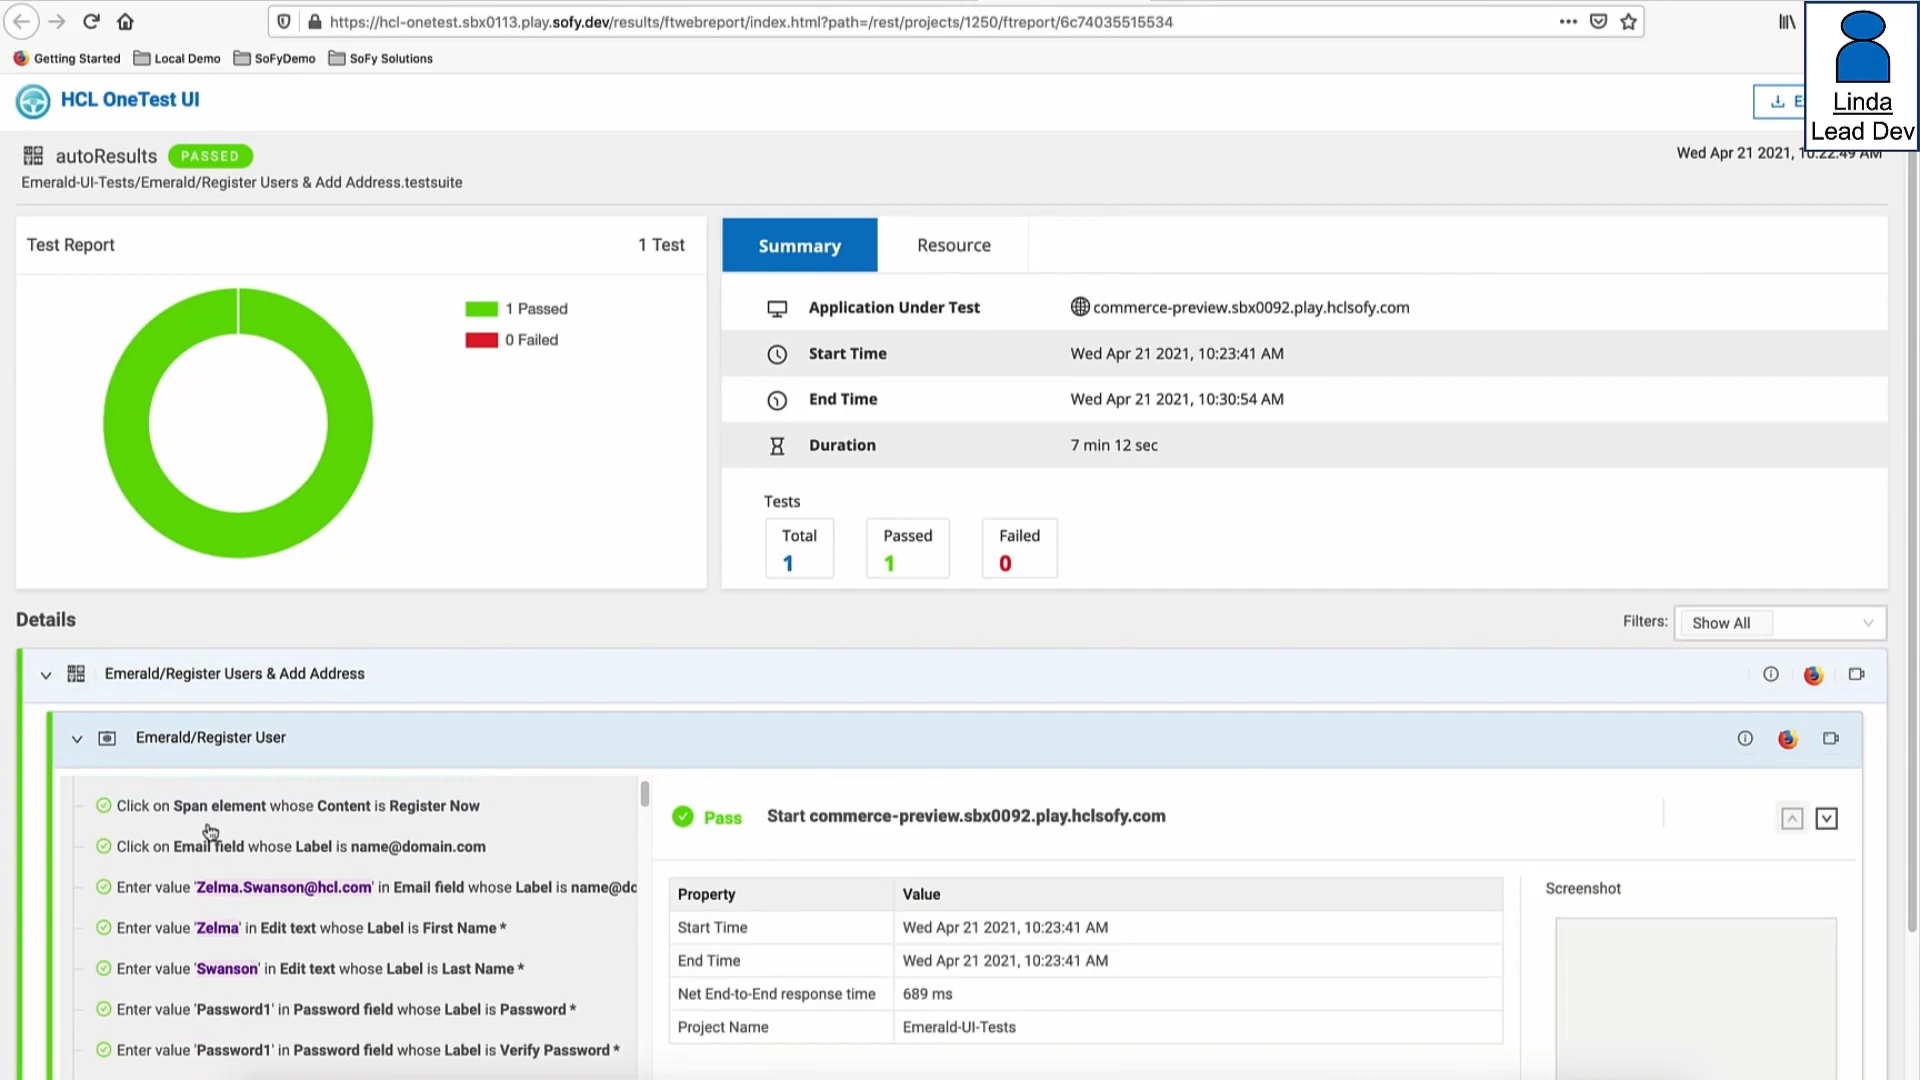 https://hcl-onetest.sbx0113.play.sofy.dev/results/ftwebreport/index.html?path=/rest/projects/1250/ftreport/6c74035515534
Getting Started Local Demo SoFyDemo SoFy Solutions
Linda
Lead Dev
HCL OneTest UI
autoResults PASSED
Wed Apr 21 2021, 10:22:49 AM
Emerald-UI-Tests/Emerald/Register Users & Add Address.testsuite
Test Report 1 Test
1 Passed
0 Failed
Summary Resource
Application Under Test commerce-preview.sbx0092.play.hclsofy.com
Start Time Wed Apr 21 2021, 10:23:41 AM
End Time Wed Apr 21 2021, 10:30:54 AM
Duration 7 min 12 sec
Tests
Total Passed Failed
1 1 0
Details
Filters: Show All
Emerald/Register Users & Add Address
Emerald/Register User
Click on Span element whose Content is Register Now
Click on Email field whose Label is name@domain.com
Enter value 'Zelma.Swanson@hcl.com' in Email field whose Label is name@do
Enter value 'Zelma' in Edit text whose Label is First Name *
Enter value 'Swanson' in Edit text whose Label is Last Name *
Enter value 'Password1' in Password field whose Label is Password *
Enter value 'Password1' in Password field whose Label is Verify Password *
Pass Start commerce-preview.sbx0092.play.hclsofy.com
Property Value
Start Time Wed Apr 21 2021, 10:23:41 AM
End Time Wed Apr 21 2021, 10:23:41 AM
Net End-to-End response time 689 ms
Project Name Emerald-UI-Tests
Screenshot